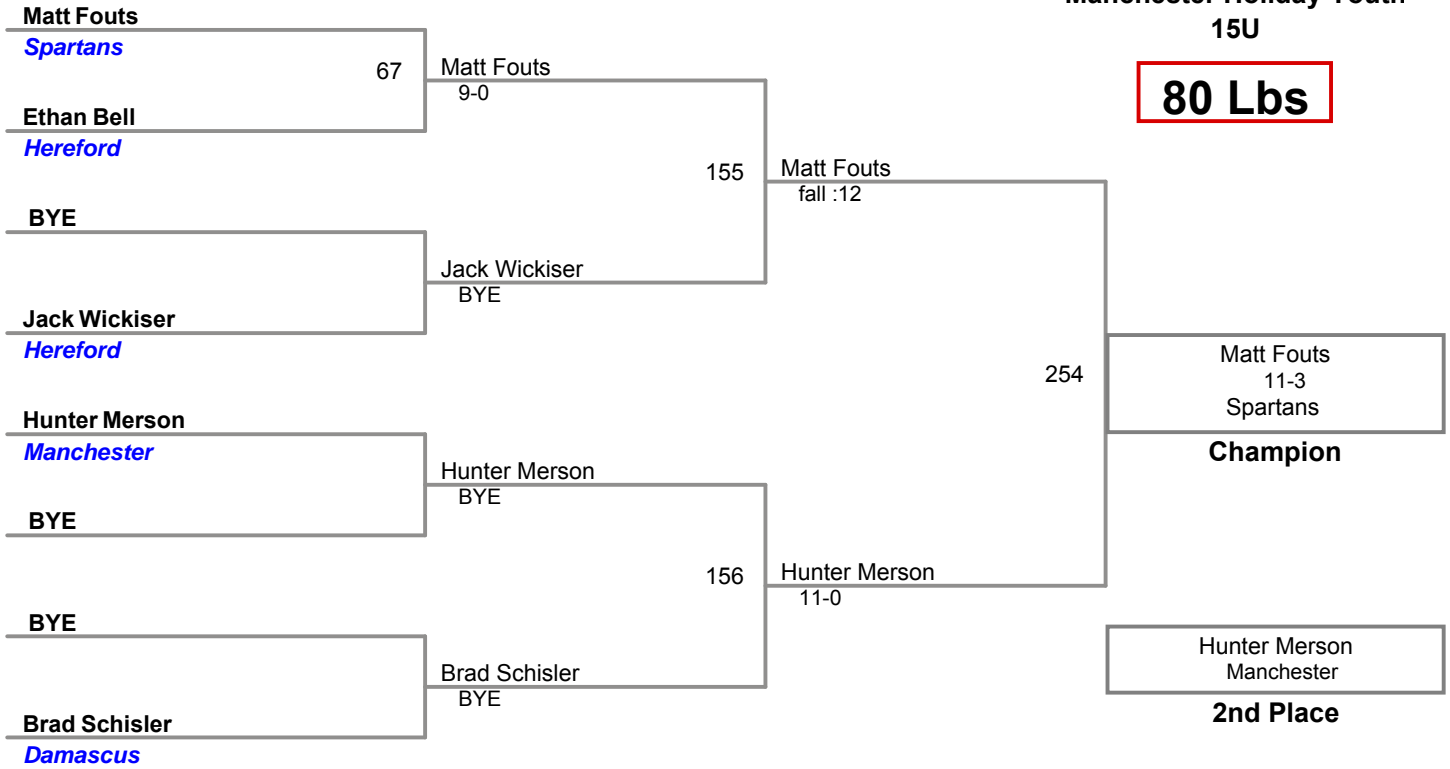 Manchester Holiday Youth
15U
80 Lbs
Matt Fouts
Spartans
67
Matt Fouts
9-0
Ethan Bell
Hereford
155
Matt Fouts
fall :12
BYE
Jack Wickiser
BYE
Jack Wickiser
Hereford
254
Matt Fouts
11-3
Spartans
Champion
Hunter Merson
Manchester
Hunter Merson
BYE
BYE
156
Hunter Merson
11-0
BYE
Brad Schisler
BYE
Hunter Merson
Manchester
2nd Place
Brad Schisler
Damascus